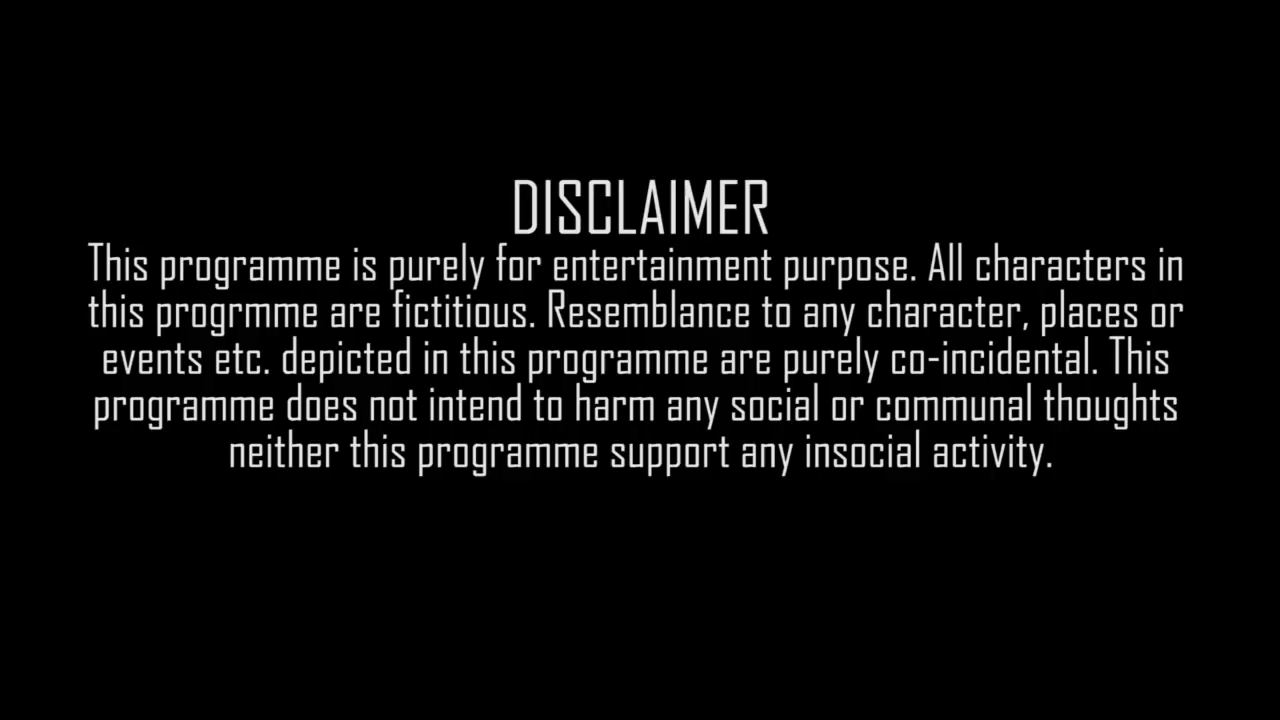 DISCLAIMER
This programme is purely for entertainment purpose. All characters in
this progrmme are fictitious. Resemblance to any character, places or
events etc. depicted in this programme are purely co-incidental. This
programme does not intend to harm any social or communal thoughts
neither this programme support any insocial activity.